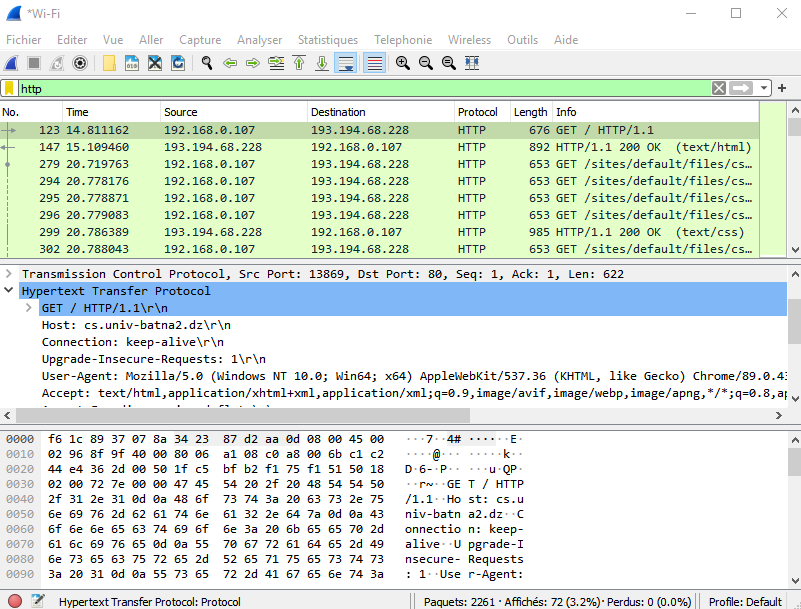 *Wi-Fi
Fichier Editer Vue Aller Capture Analyser Statistiques Telephonie Wireless Outils Aide
http
No. Time Source Destination Protocol Length Info
123 14.811162 192.168.0.107 193.194.68.228 HTTP 676 GET / HTTP/1.1
147 15.109460 193.194.68.228 192.168.0.107 HTTP 892 HTTP/1.1 200 OK (text/html)
279 20.719763 192.168.0.107 193.194.68.228 HTTP 653 GET /sites/default/files/cs…
294 20.778176 192.168.0.107 193.194.68.228 HTTP 653 GET /sites/default/files/cs…
295 20.778871 192.168.0.107 193.194.68.228 HTTP 653 GET /sites/default/files/cs…
296 20.779083 192.168.0.107 193.194.68.228 HTTP 653 GET /sites/default/files/cs…
299 20.786389 193.194.68.228 192.168.0.107 HTTP 985 HTTP/1.1 200 OK (text/css)
302 20.788043 192.168.0.107 193.194.68.228 HTTP 653 GET /sites/default/files/cs…
Transmission Control Protocol, Src Port: 13869, Dst Port: 80, Seq: 1, Ack: 1, Len: 622
Hypertext Transfer Protocol
GET / HTTP/1.1\r\n
Host: cs.univ-batna2.dz\r\n
Connection: keep-alive\r\n
Upgrade-Insecure-Requests: 1\r\n
User-Agent: Mozilla/5.0 (Windows NT 10.0; Win64; x64) AppleWebKit/537.36 (KHTML, like Gecko) Chrome/89.0.43
Accept: text/html,application/xhtml+xml,application/xml;q=0.9,image/avif,image/webp,image/apng,*/*;q=0.8,ap
0000 f6 1c 89 37 07 8a 34 23 87 d2 aa 0d 08 00 45 00 ···7··4# ······E·
0010 02 96 8f 9f 40 00 80 06 a1 08 c0 a8 00 6b c1 c2 ····@··· ·····k··
0020 44 e4 36 2d 00 50 1f c5 bf b2 f1 75 f1 51 50 18 D·6-·P·· ···u·QP·
0030 02 00 72 7e 00 00 47 45 54 20 2f 20 48 54 54 50 ··r~··GE T / HTTP
0040 2f 31 2e 31 0d 0a 48 6f 73 74 3a 20 63 73 2e 75 /1.1··Ho st: cs.u
0050 6e 69 76 2d 62 61 74 6e 61 32 2e 64 7a 0d 0a 43 niv-batn a2.dz··C
0060 6f 6e 6e 65 63 74 69 6f 6e 3a 20 6b 65 65 70 2d onnectio n: keep-
0070 61 6c 69 76 65 0d 0a 55 70 67 72 61 64 65 2d 49 alive··U pgrade-I
0080 6e 73 65 63 75 72 65 2d 52 65 71 75 65 73 74 73 nsecure- Requests
0090 3a 20 31 0d 0a 55 73 65 72 2d 41 67 65 6e 74 3a : 1··Use r-Agent:
Hypertext Transfer Protocol: Protocol Paquets: 2261 · Affichés: 72 (3.2%)· Perdus: 0 (0.0%) Profile: Default